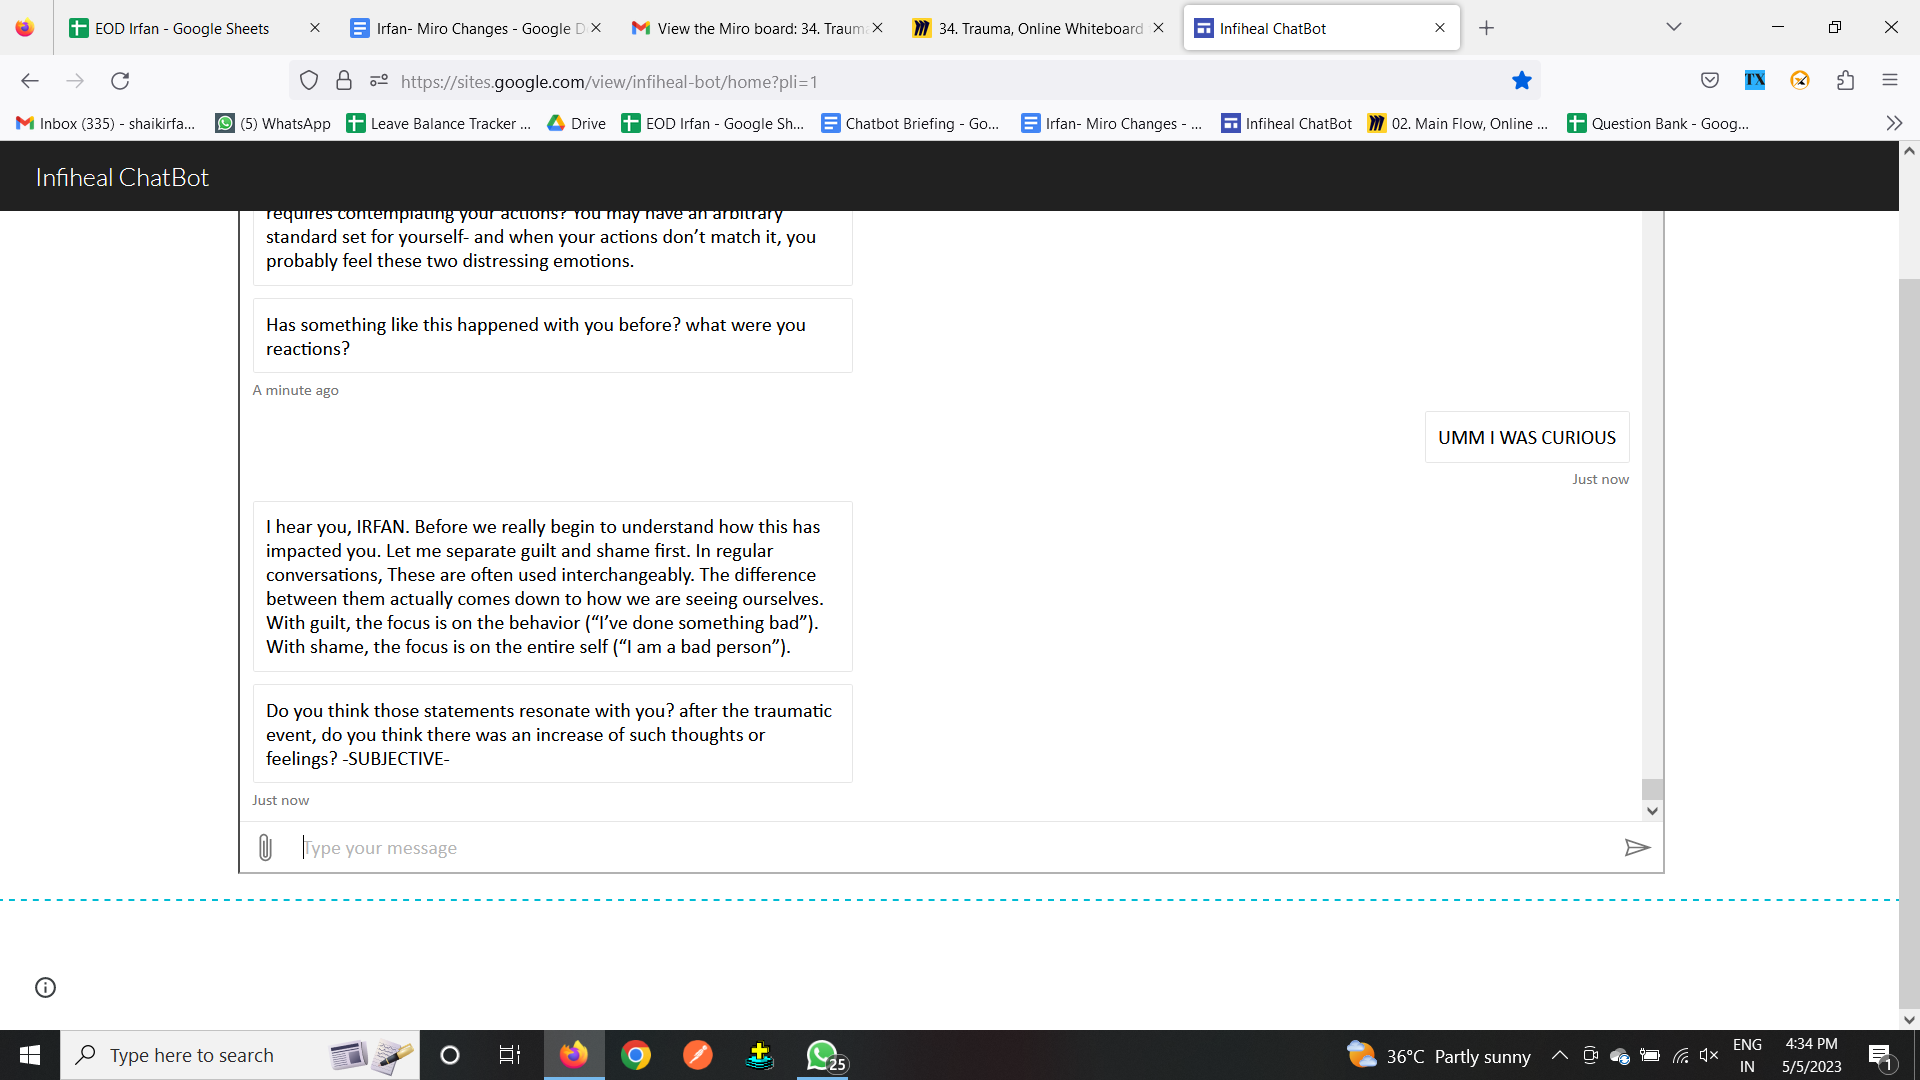 EOD Irfan - Google Sheets
Irfan- Miro Changes - Google D
View the Miro board: 34. Traum
34. Trauma, Online Whiteboard
Infiheal ChatBot
https://sites.google.com/view/infiheal-bot/home?pli=1
TX
Inbox (335) - shaikirfa...
(5) WhatsApp
Leave Balance Tracker ...
Drive
EOD Irfan - Google Sh...
Chatbot Briefing - Go...
Irfan- Miro Changes - ...
Infiheal ChatBot
02. Main Flow, Online ...
Question Bank - Goog...
Infiheal ChatBot
requires contemplating your actions? You may have an arbitrary
standard set for yourself- and when your actions don’t match it, you
probably feel these two distressing emotions.
Has something like this happened with you before? what were you
reactions?
A minute ago
UMM I WAS CURIOUS
Just now
I hear you, IRFAN. Before we really begin to understand how this has
impacted you. Let me separate guilt and shame first. In regular
conversations, These are often used interchangeably. The difference
between them actually comes down to how we are seeing ourselves.
With guilt, the focus is on the behavior (“I’ve done something bad”).
With shame, the focus is on the entire self (“I am a bad person”).
Do you think those statements resonate with you? after the traumatic
event, do you think there was an increase of such thoughts or
feelings? -SUBJECTIVE-
Just now
Type your message
Type here to search
25
36°C Partly sunny
ENG
IN
4:34 PM
5/5/2023
1